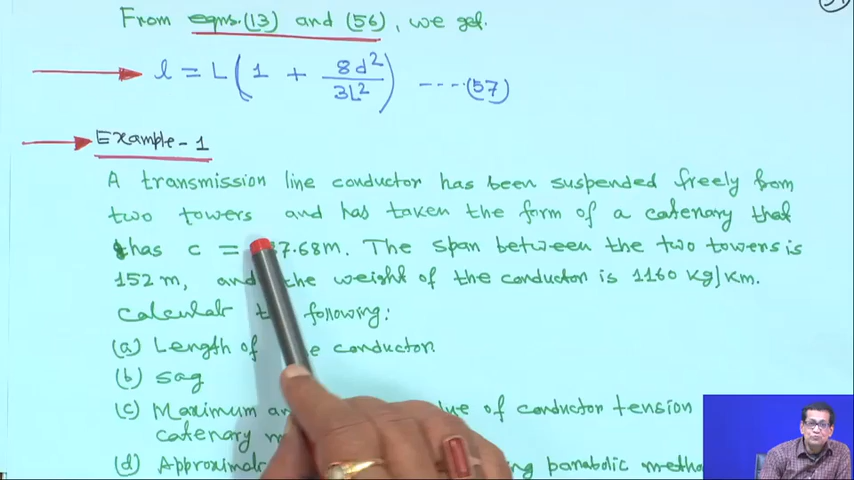 From eqns.(13) and (56), we get.
l = L(1 + 8d²/3L²) ----(57)
Example-1
A transmission line conductor has been suspended freely from
two towers and has taken the form of a catenary that
has c = 7.68m. The span between the two towers is
152 m, and the weight of the conductor is 1160 kg/km.
calculate the following:
(a) Length of conductor
(b) sag
(c) Maximum of conductor tension
catenary
(d) parabolic